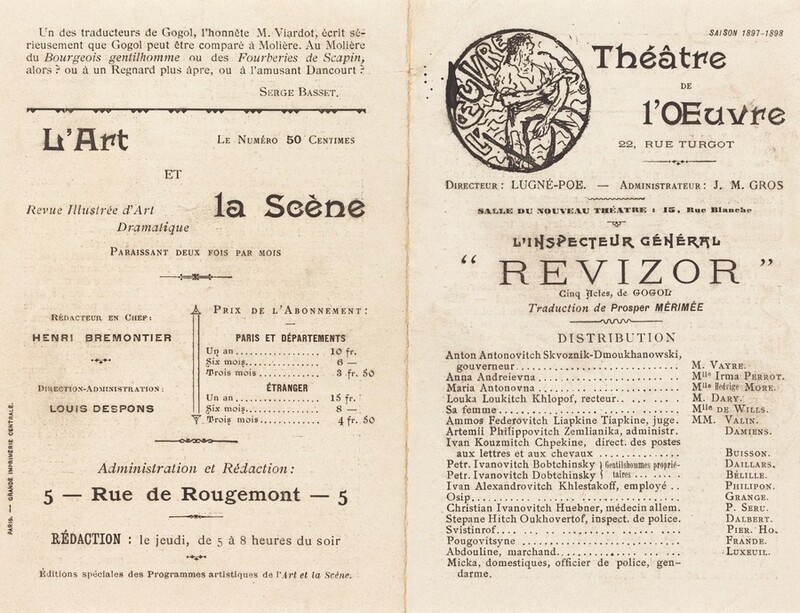 Un des traducteurs de Gogol, l'honnête M. Viardot, écrit sé-
rieusement que Gogol peut être comparé à Molière. Au Molière
du Bourgeois gentilhomme ou des Fourberies de Scapin,
alors ? ou à un Regnard plus âpre, ou à l'amusant Dancourt ?
SERGE BASSET.
L'Art
LE NUMÉRO 50 CENTIMES
ET
Revue Illustrée d'Art
Dramatique
la Scène
PARAISSANT DEUX FOIS PAR MOIS
RÉDACTEUR EN CHEF:
HENRI BREMONTIER
DIRECTION-ADMINISTRATION:
LOUIS DESPONS
PRIX DE L'ABONNEMENT:
PARIS ET DÉPARTEMENTS
Un an............... 10 fr.
Six mois............... 6 —
Trois mois............ 3 fr. 50
ÉTRANGER
Un an............... 15 fr.
Six mois............... 8 —
Trois mois............ 4 fr. 50
Administration et Rédaction:
5 — Rue de Rougemont — 5
RÉDACTION : le jeudi, de 5 à 8 heures du soir
Éditions spéciales des Programmes artistiques de l'Art et la Scène.
PARIS. — GRANDE IMPRIMERIE CENTRALE.
SAISON 1897-1898
L'ŒUVRE
Théâtre
DE
l'Œuvre
22, RUE TURGOT
DIRECTEUR: LUGNÉ-POE. — ADMINISTRATEUR: J. M. GROS
SALLE DU NOUVEAU THÉATRE : 15, Rue Blanche
L'INSPECTEUR GÉNÉRAL
“ REVIZOR ”
Cinq Actes, de GOGOL
Traduction de Prosper MÉRIMÉE
DISTRIBUTION
Anton Antonovitch Skvoznik-Dmoukhanowski,
gouverneur............... M. VAYRE.
Anna Andreievna............... Mlle Irma PERROT.
Maria Antonovna............... Mlle Hedvige MORE.
Louka Loukitch Khlopof, recteur.. M. DARY.
Sa femme............... Mlle DE WILLS.
Ammos Federovitch Liapkine Tiapkine, juge. MM. VALIN.
Artemii Philippovitch Zemlianika, administr. DAMIENS.
Ivan Kouzmitch Chpekine, direct. des postes
aux lettres et aux chevaux ............ BUISSON.
Petr. Ivanovitch Bobtchinsky } Gentilshommes proprié- DAILLARS.
Petr. Ivanovitch Dobtchinsky } taires ...... BÉLILLE.
Ivan Alexandrovitch Khlestakoff, employé .. PHILIPON.
Osip............... GRANGE.
Christian Ivanovitch Huebner, médecin allem. P. SERU.
Stepane Hitch Oukhovertof, inspect. de police. DALBERT.
Svistinrof............... PIER. HO.
Pougovitsyne ............... FRANDE.
Abdouline, marchand............... LUXEUIL.
Micka, domestiques, officier de police, gen-
darme.